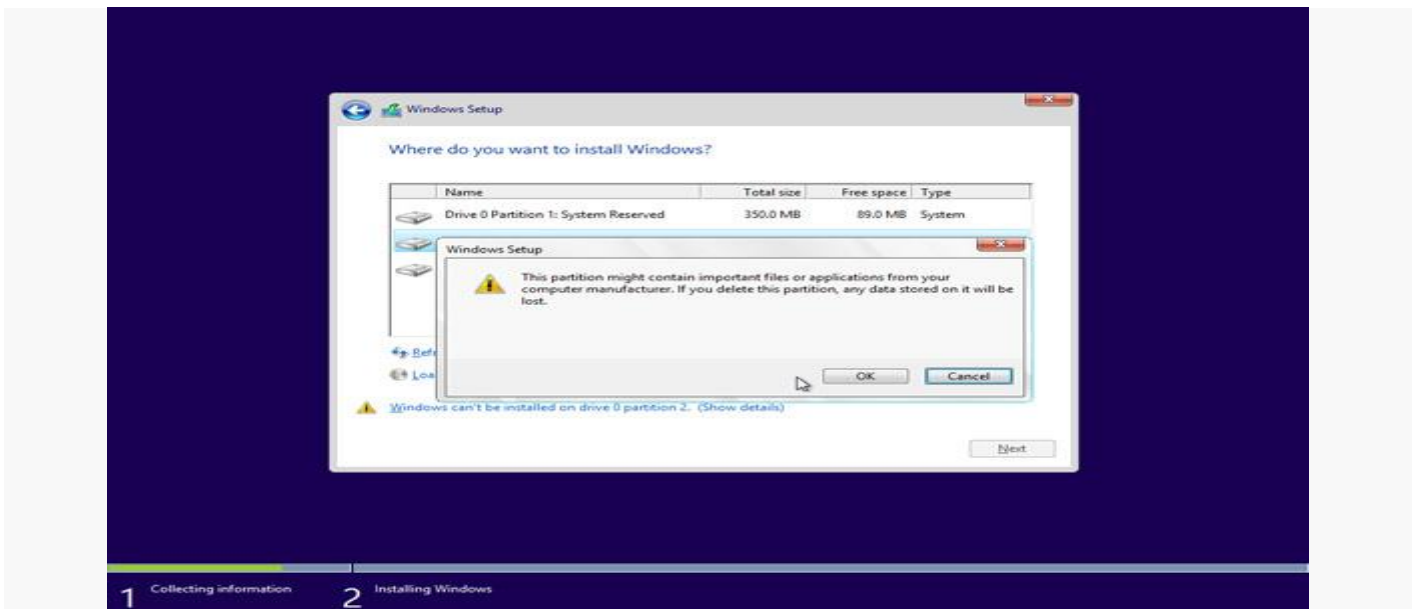 Windows Setup
Where do you want to install Windows?
Name Total size Free space Type
Drive 0 Partition 1: System Reserved 350.0 MB 89.0 MB System
Windows Setup
This partition might contain important files or applications from your
computer manufacturer. If you delete this partition, any data stored on it will be
lost.
Refr
Loa
OK Cancel
Windows can't be installed on drive 0 partition 2. (Show details)
Next
1 Collecting information 2 Installing Windows